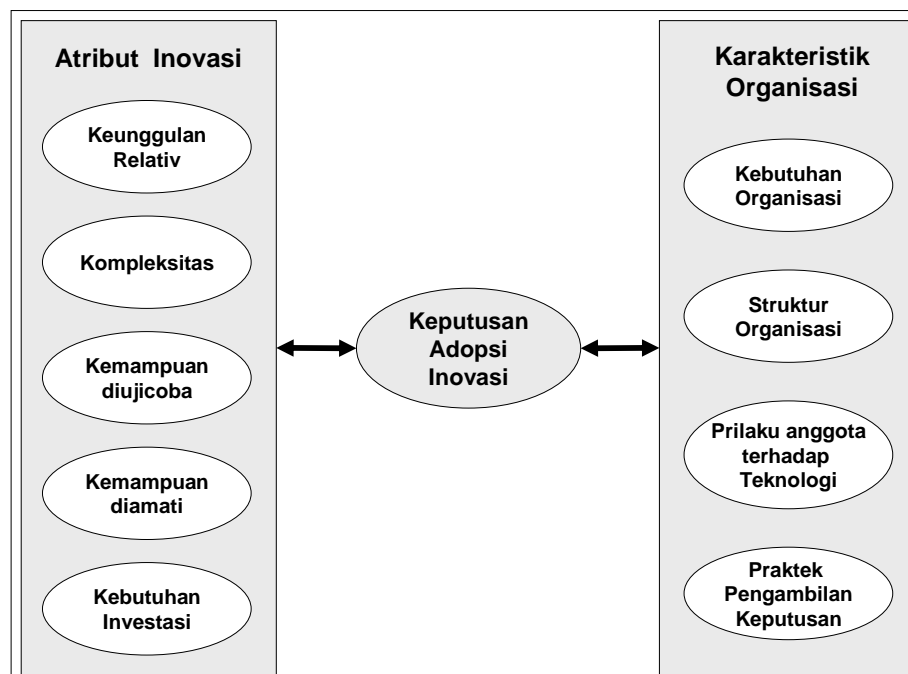 Atribut Inovasi
Keunggulan
Relativ
Kompleksitas
Kemampuan
diujicoba
Kemampuan
diamati
Kebutuhan
Investasi
Keputusan
Adopsi
Inovasi
Karakteristik
Organisasi
Kebutuhan
Organisasi
Struktur
Organisasi
Prilaku anggota
terhadap
Teknologi
Praktek
Pengambilan
Keputusan